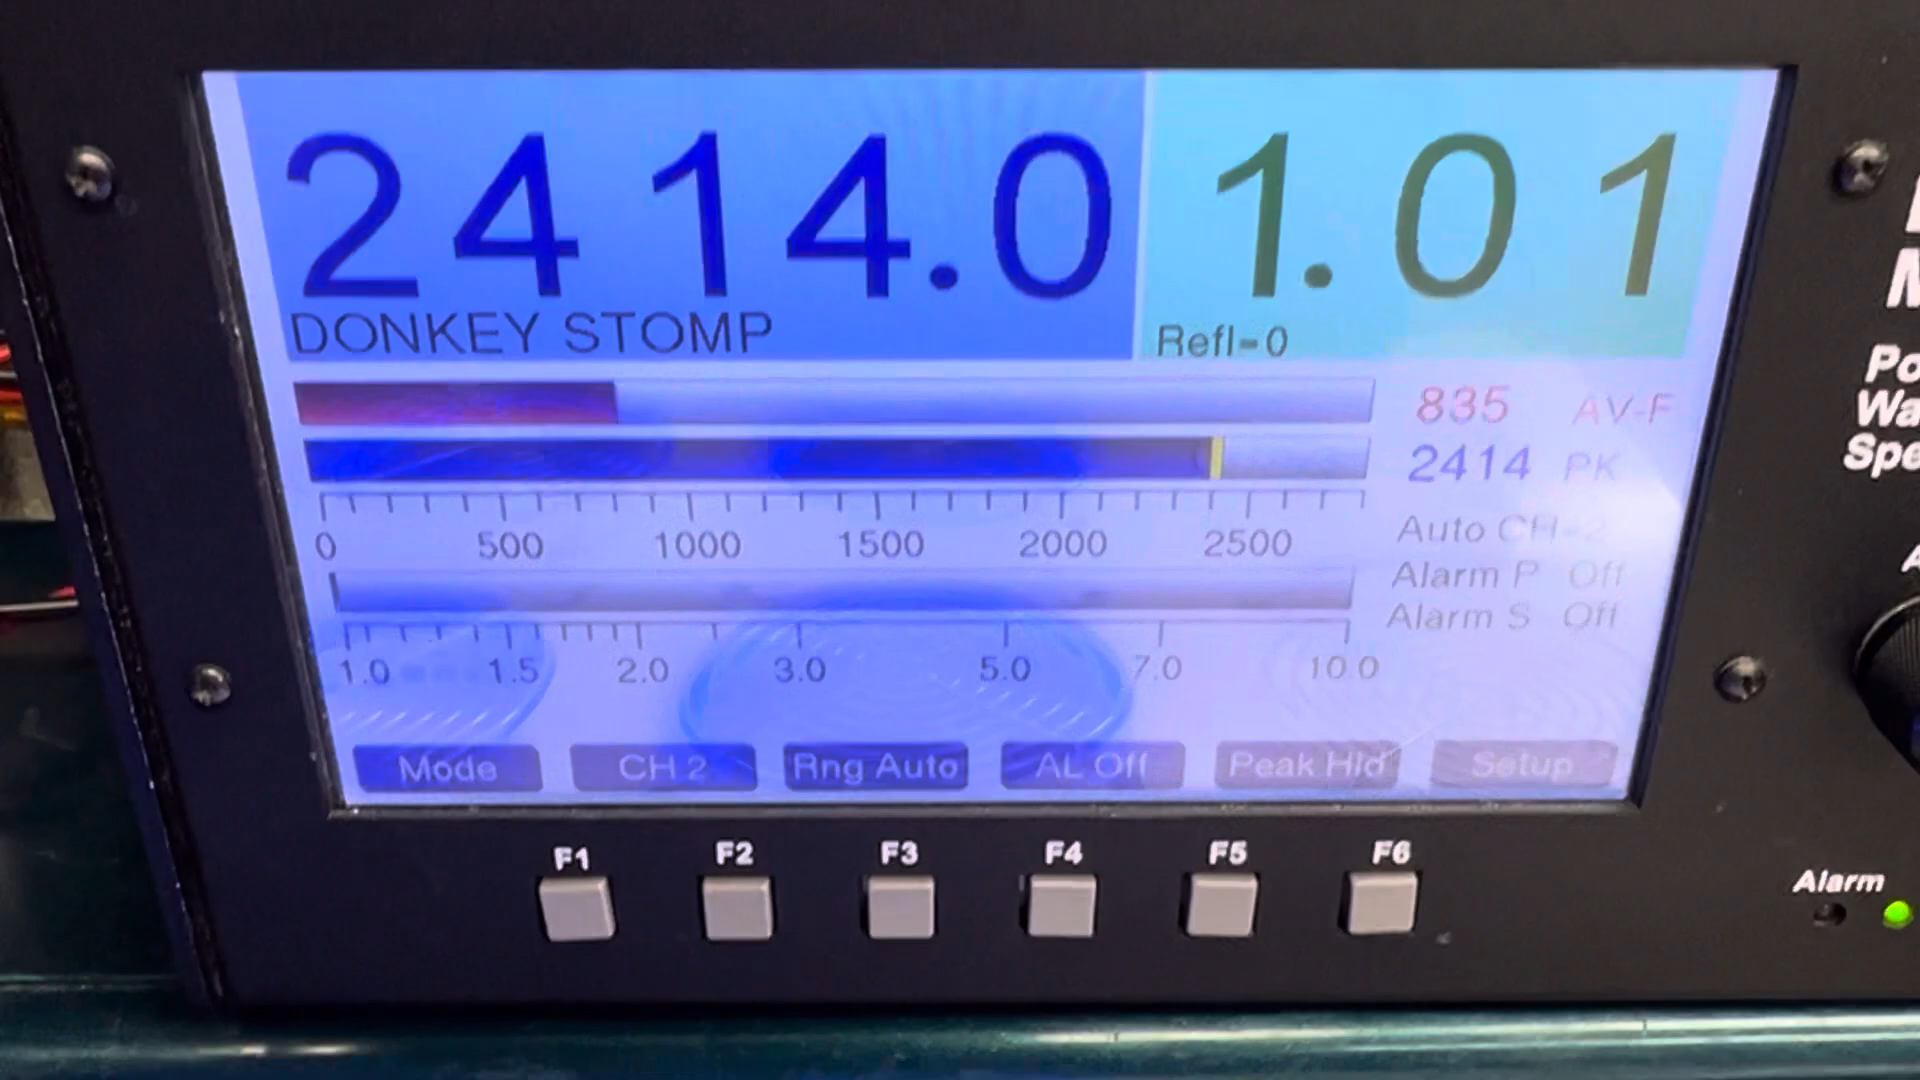 2414.0 1.01
DONKEY STOMP Refl=0
835 AV-F
2414 PK
0 500 1000 1500 2000 2500
Auto CH-2
Alarm P Off
Alarm S Off
1.0 1.5 2.0 3.0 5.0 7.0 10.0
Mode CH 2 Rng Auto AL Off Peak Hld Setup
F1 F2 F3 F4 F5 F6
Alarm